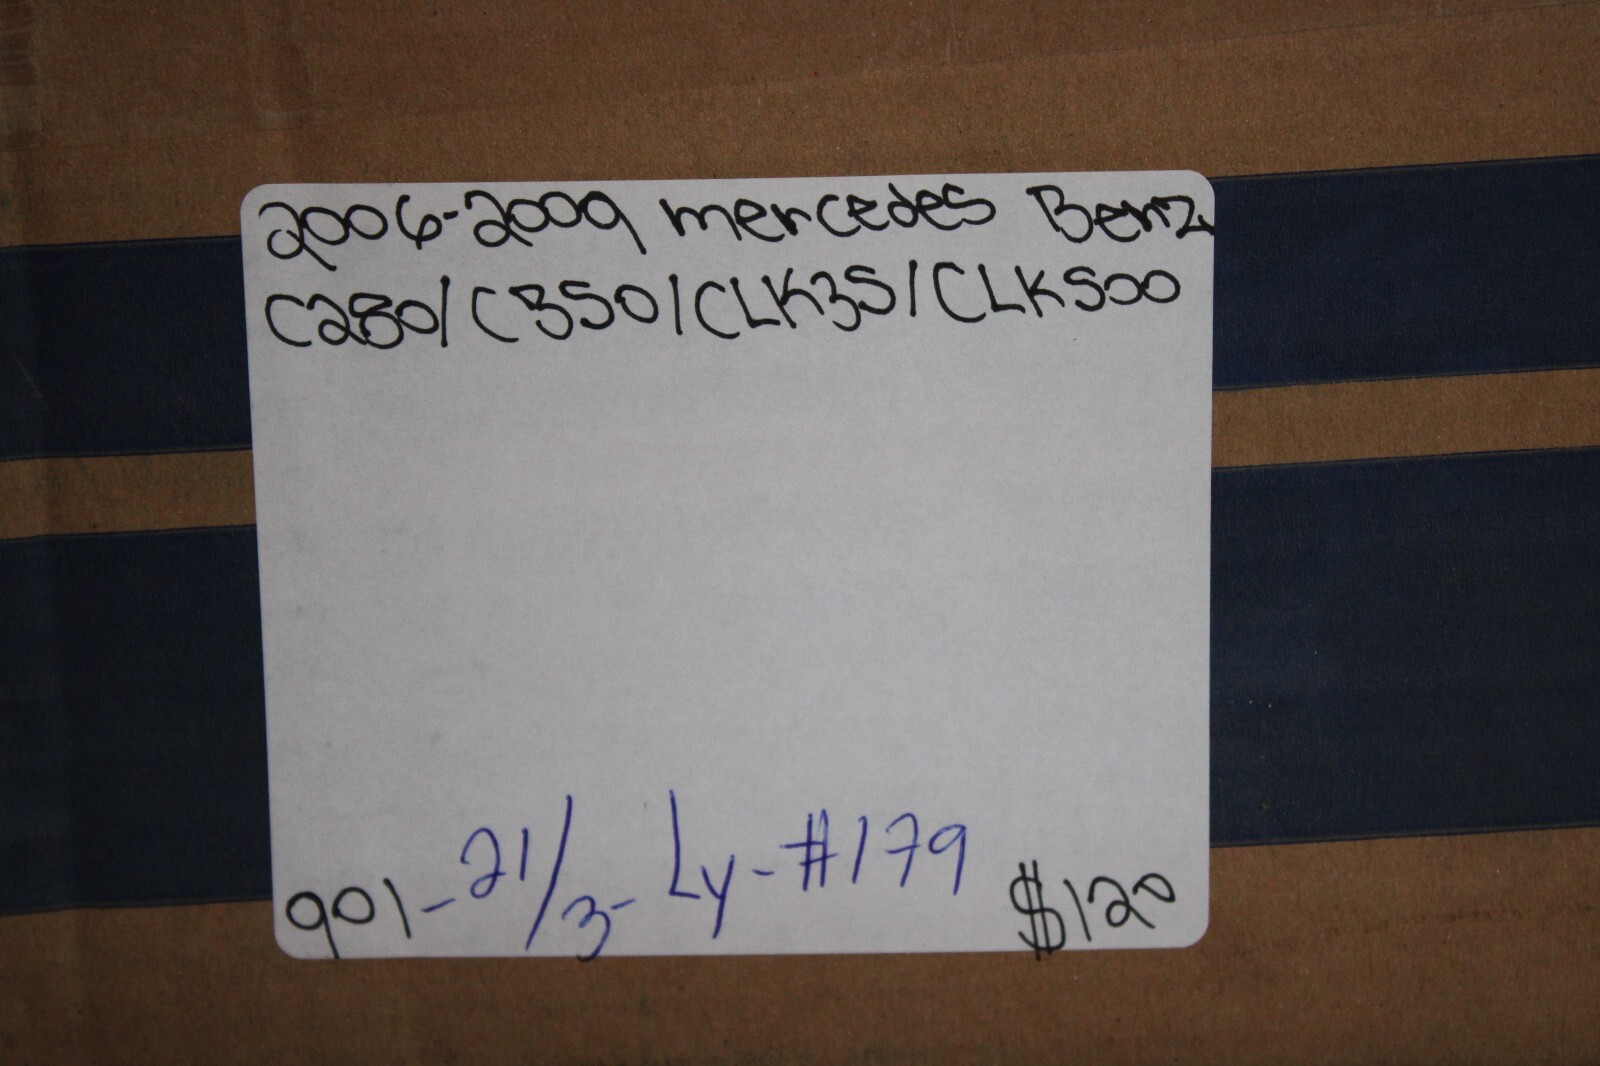 2006-2009 mercedes Benz
C280/C350/CLK35/CLK500
901-21/3-Ly-#179 $120